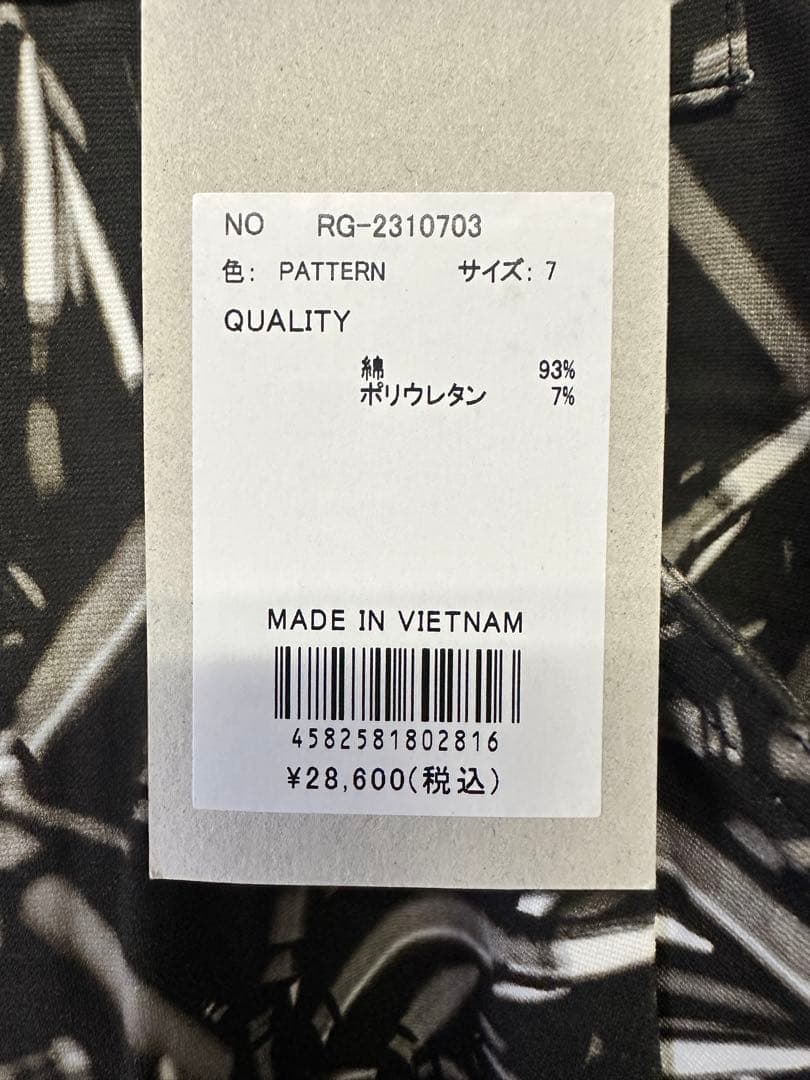 NO RG-2310703
色: PATTERN サイズ: 7
QUALITY
綿 93%
ポリウレタン 7%
MADE IN VIETNAM
4582581802816
¥28,600(税込)